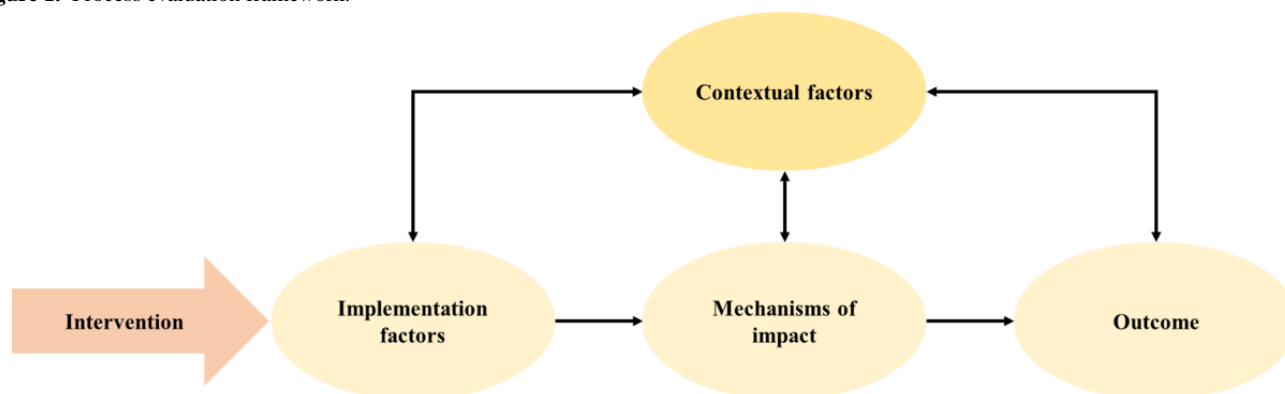 Contextual factors
Intervention
Implementation
factors
Mechanisms of
impact
Outcome